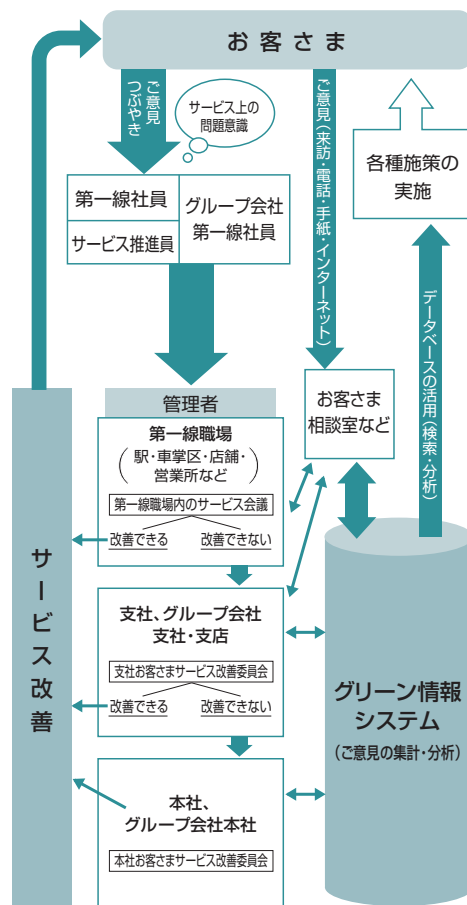 お客さま
ご意見
つぶやき
サービス上の
問題意識
ご意見（来訪・電話・手紙・インターネット）
各種施策の
実施
第一線社員
サービス推進員
グループ会社
第一線社員
データベースの活用（検索・分析）
お客さま
相談室など
管理者
第一線職場
（駅・車掌区・店舗・
営業所など）
第一線職場内のサービス会議
改善できる
改善できない
サービス改善
支社、グループ会社
支社・支店
支社お客さまサービス改善委員会
改善できる
改善できない
グリーン情報
システム
（ご意見の集計・分析）
本社、
グループ会社本社
本社お客さまサービス改善委員会